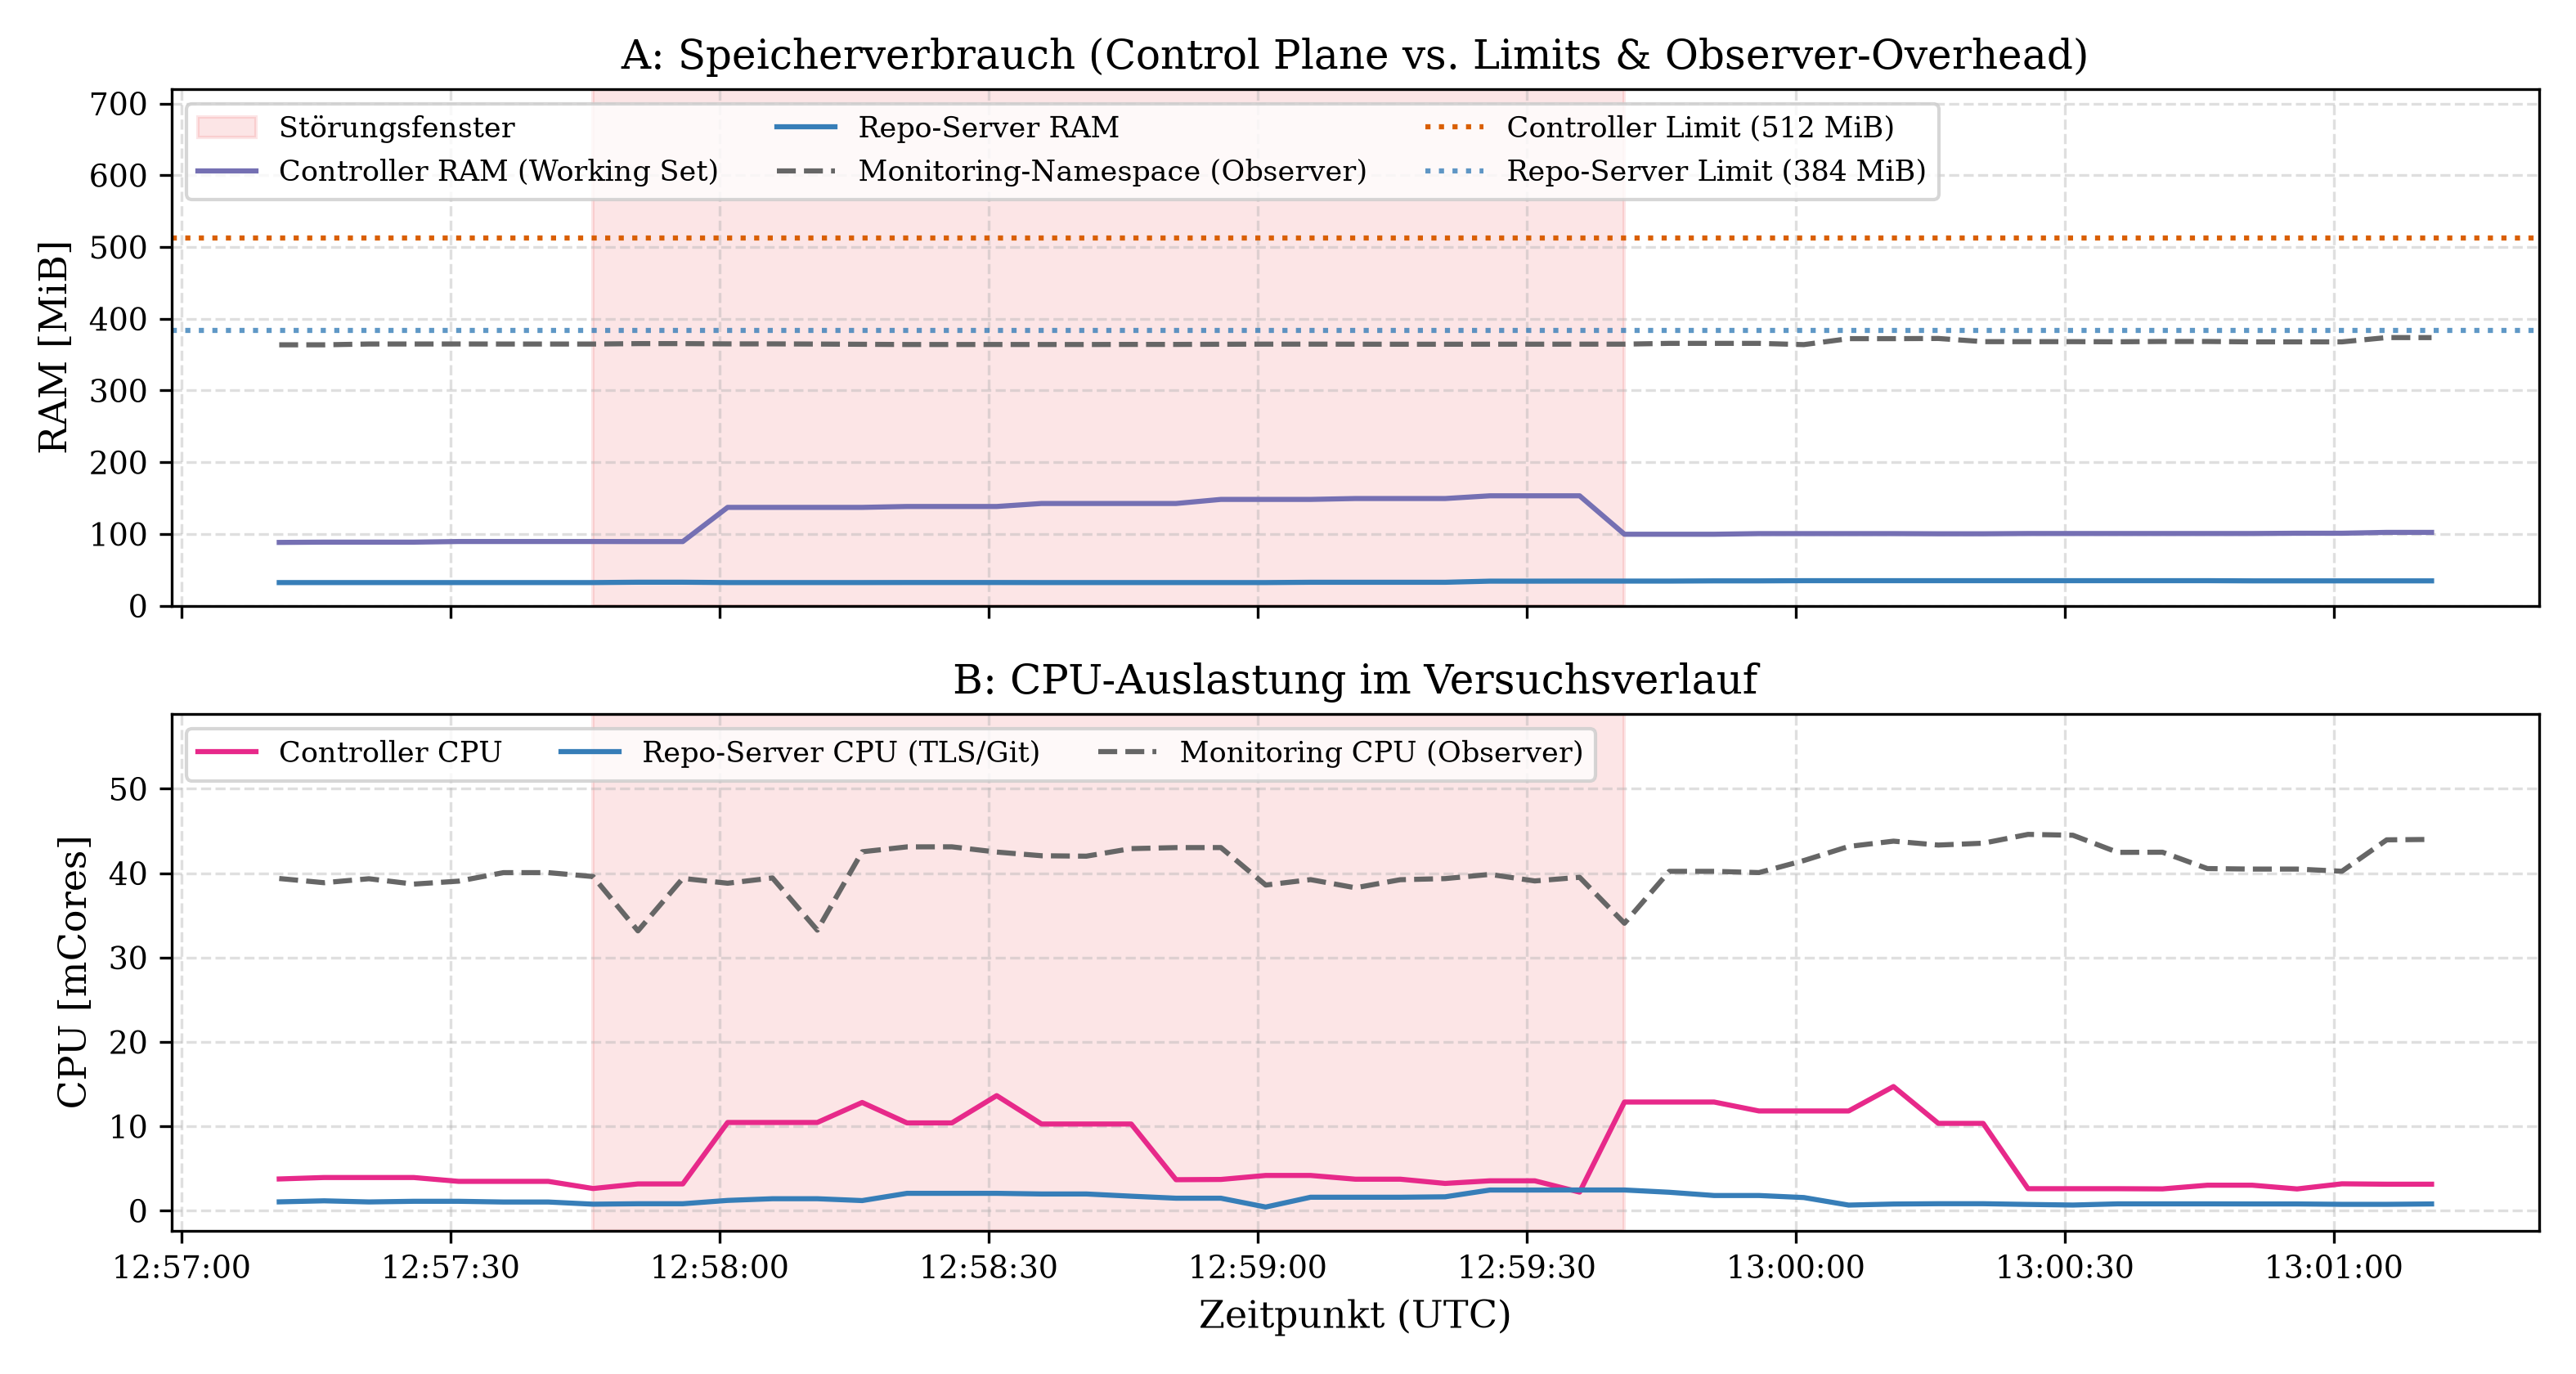 A: Speicherverbrauch (Control Plane vs. Limits & Observer-Overhead)
RAM [MiB]
700
600
500
400
300
200
100
0
Störungsfenster
Controller RAM (Working Set)
Repo-Server RAM
Monitoring-Namespace (Observer)
Controller Limit (512 MiB)
Repo-Server Limit (384 MiB)
B: CPU-Auslastung im Versuchsverlauf
CPU [mCores]
50
40
30
20
10
0
Controller CPU
Repo-Server CPU (TLS/Git)
Monitoring CPU (Observer)
12:57:00
12:57:30
12:58:00
12:58:30
12:59:00
12:59:30
13:00:00
13:00:30
13:01:00
Zeitpunkt (UTC)